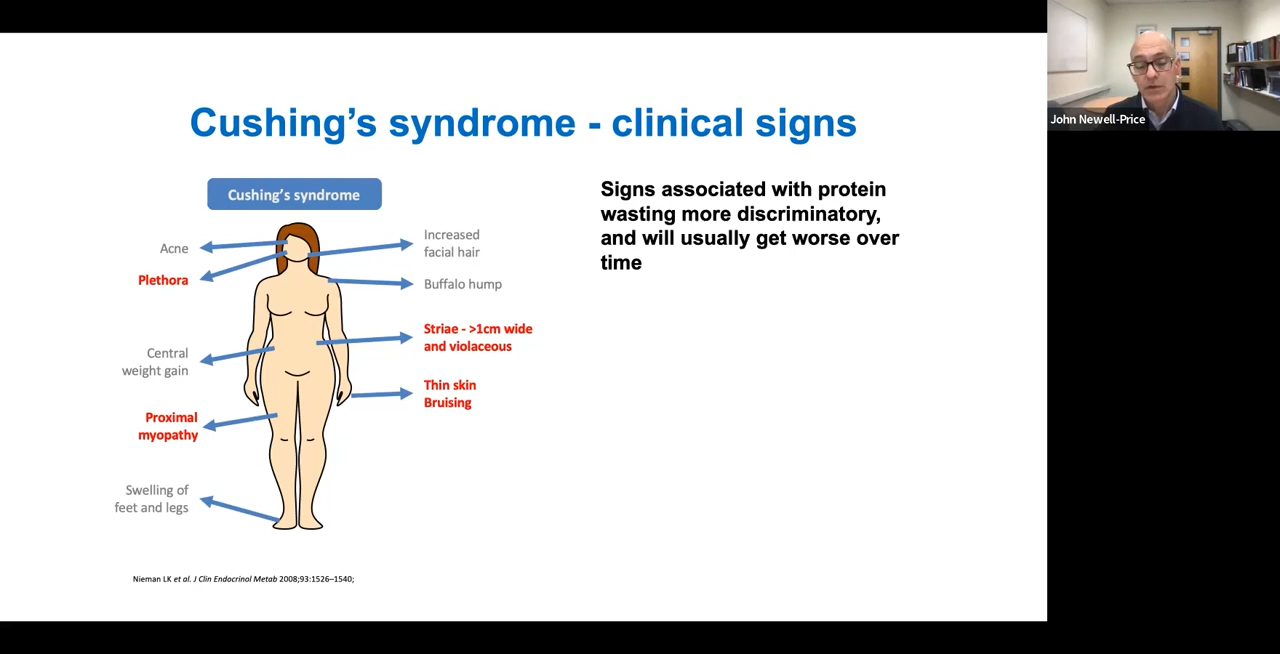 Cushing’s syndrome - clinical signs
Cushing’s syndrome
Acne
Plethora
Central
weight gain
Proximal
myopathy
Swelling of
feet and legs
Increased
facial hair
Buffalo hump
Striae - >1cm wide
and violaceous
Thin skin
Bruising
Signs associated with protein
wasting more discriminatory,
and will usually get worse over
time
Nieman LK et al. J Clin Endocrinol Metab 2008;93:1526–1540;
John Newell-Price